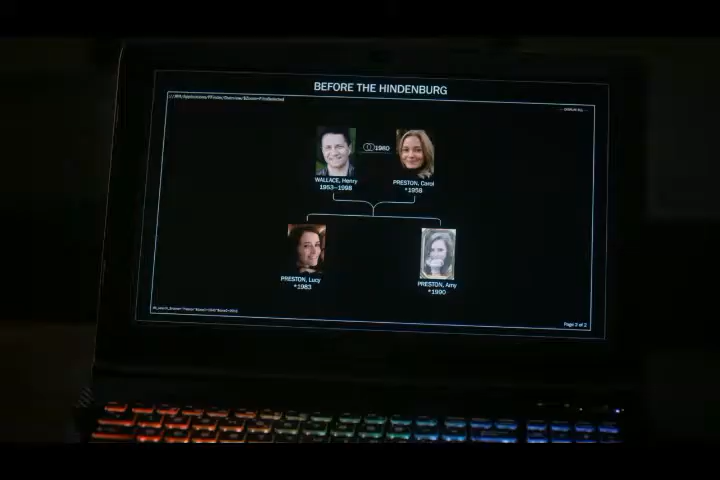 BEFORE THE HINDENBURG
1980
WALLACE, Henry
1953–1998
PRESTON, Carol
*1958
PRESTON, Lucy
*1983
PRESTON, Amy
*1990
Page 2 of 2